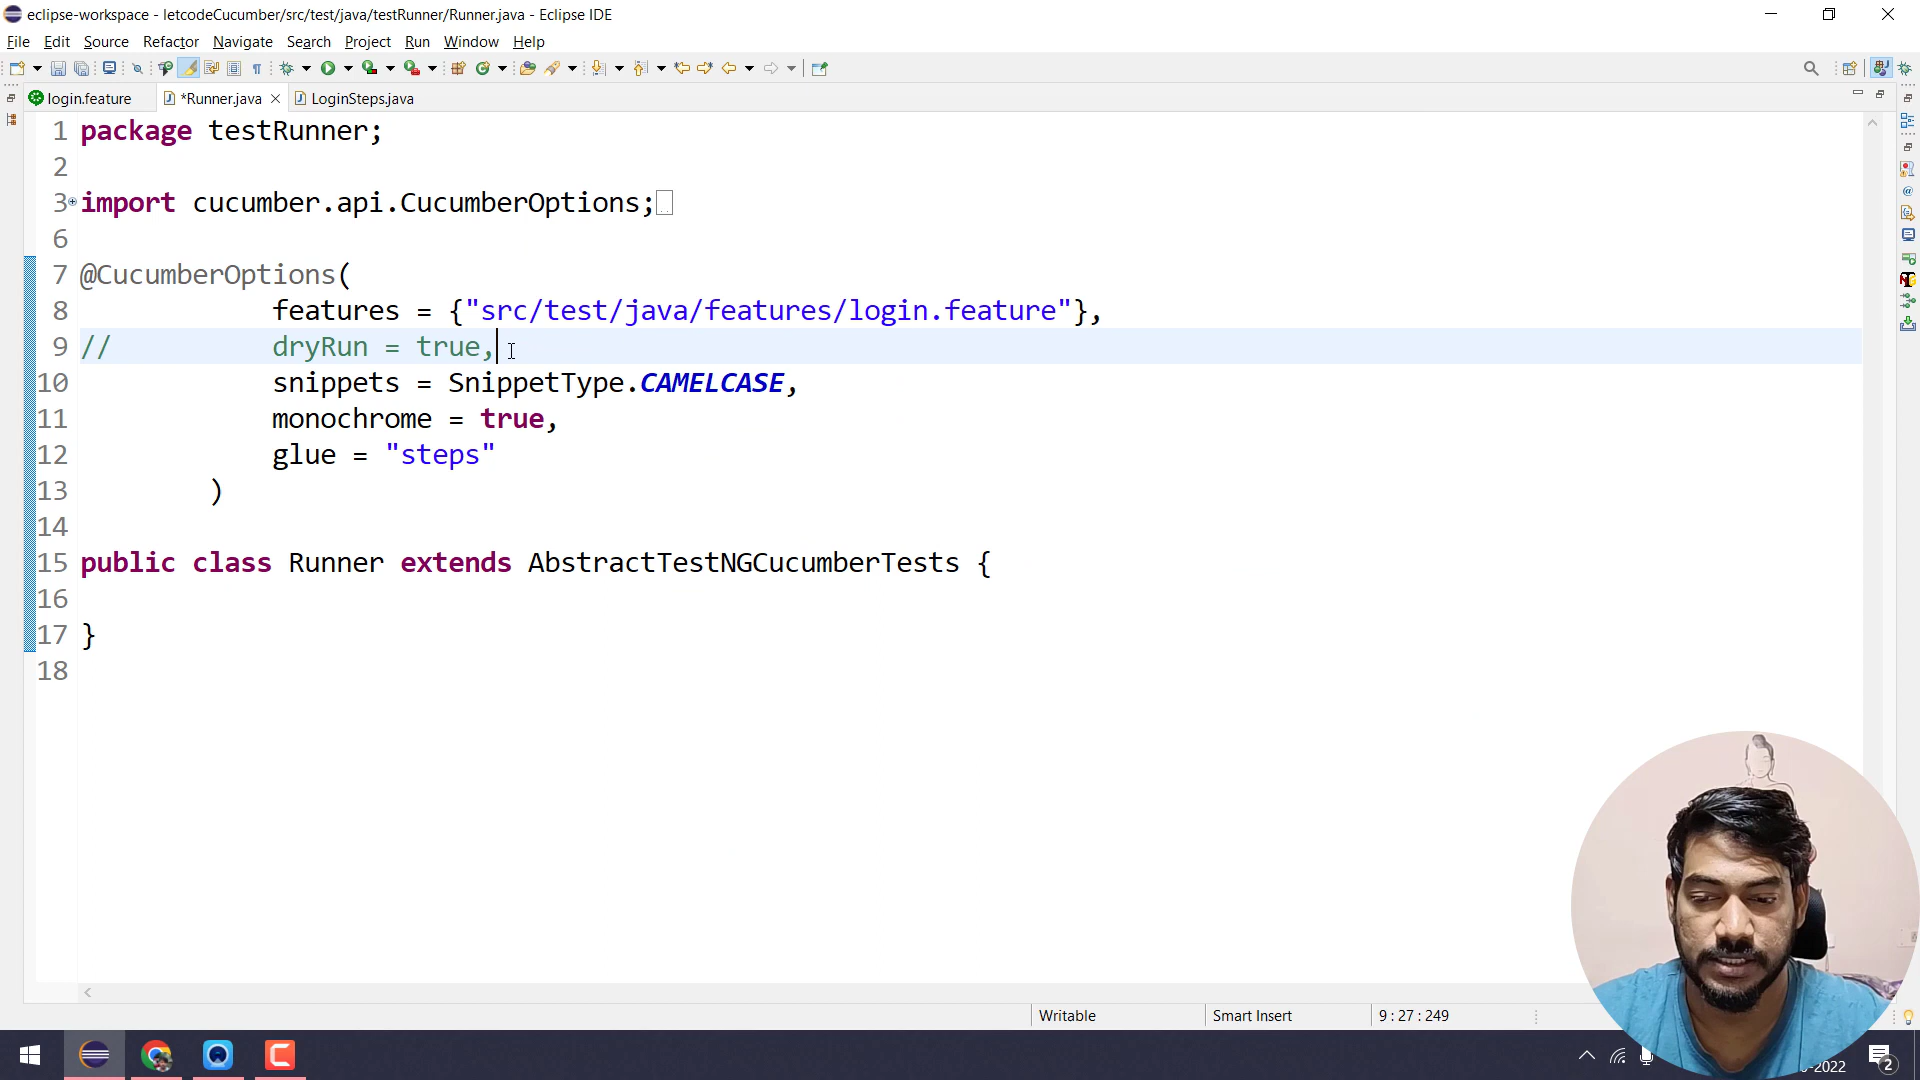 eclipse-workspace - letcodeCucumber/src/test/java/testRunner/Runner.java - Eclipse IDE
File Edit Source Refactor Navigate Search Project Run Window Help
login.feature *Runner.java LoginSteps.java
1 package testRunner;
2
3 import cucumber.api.CucumberOptions;
6
7 @CucumberOptions(
8 features = {"src/test/java/features/login.feature"},
9 // dryRun = true,
10 snippets = SnippetType.CAMELCASE,
11 monochrome = true,
12 glue = "steps"
13 )
14
15 public class Runner extends AbstractTestNGCucumberTests {
16
17 }
18
Writable Smart Insert 9 : 27 : 249
-2022 2